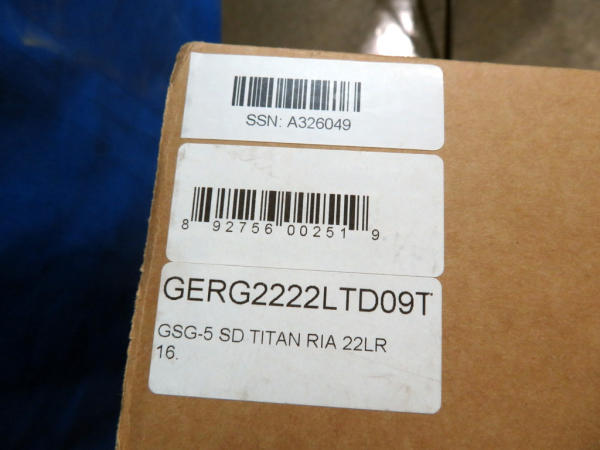 SSN: A326049
8 92756 00251 9
GERG2222LTD09T
GSG-5 SD TITAN RIA 22LR
16.